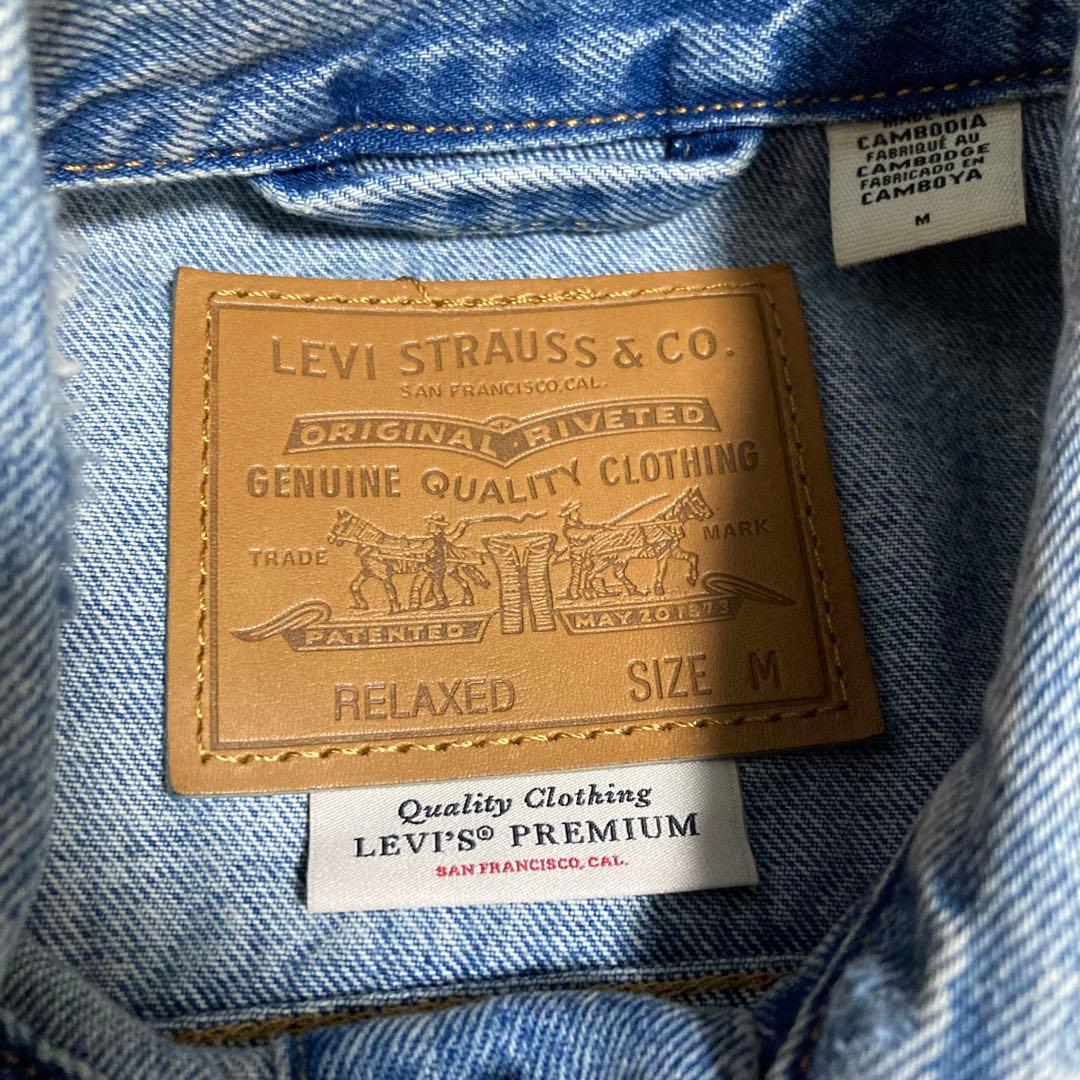 MADE IN
CAMBODIA
FABRIQUÉ AU
CAMBODGE
FABRICADO EN
CAMBOYA
M
LEVI STRAUSS & CO.
SAN FRANCISCO, CAL.
ORIGINAL RIVETED
GENUINE QUALITY CLOTHING
TRADE MARK
PATENTED MAY 20 1873
RELAXED SIZE M
Quality Clothing
LEVI'S® PREMIUM
SAN FRANCISCO, CAL.